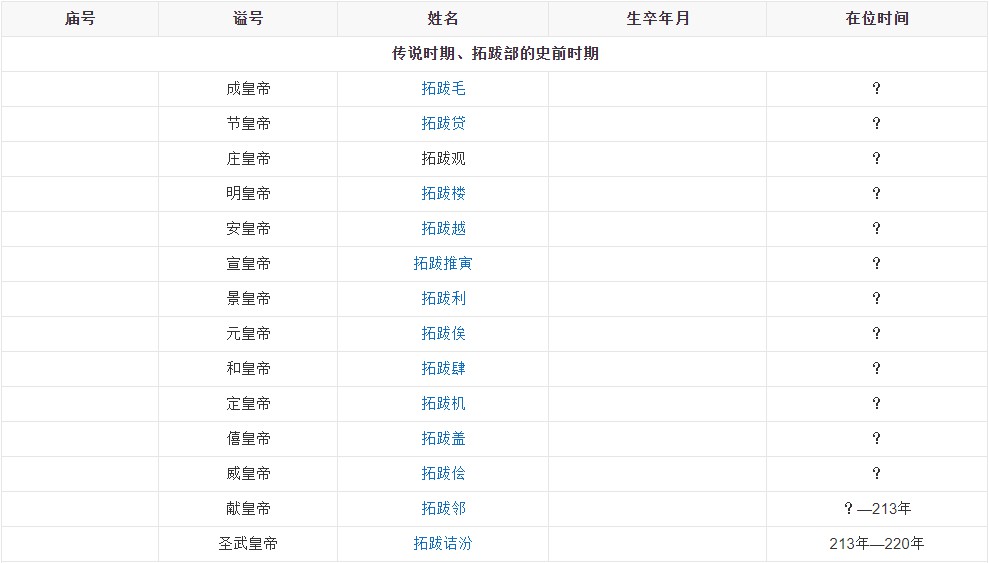 庙号 谥号 姓名 生卒年月 在位时间
传说时期、拓跋部的史前时期
成皇帝 拓跋毛 ？
节皇帝 拓跋贷 ？
庄皇帝 拓跋观 ？
明皇帝 拓跋楼 ？
安皇帝 拓跋越 ？
宣皇帝 拓跋推寅 ？
景皇帝 拓跋利 ？
元皇帝 拓跋俟 ？
和皇帝 拓跋肆 ？
定皇帝 拓跋机 ？
僖皇帝 拓跋盖 ？
威皇帝 拓跋侩 ？
献皇帝 拓跋邻 ？—213年
圣武皇帝 拓跋诘汾 213年—220年